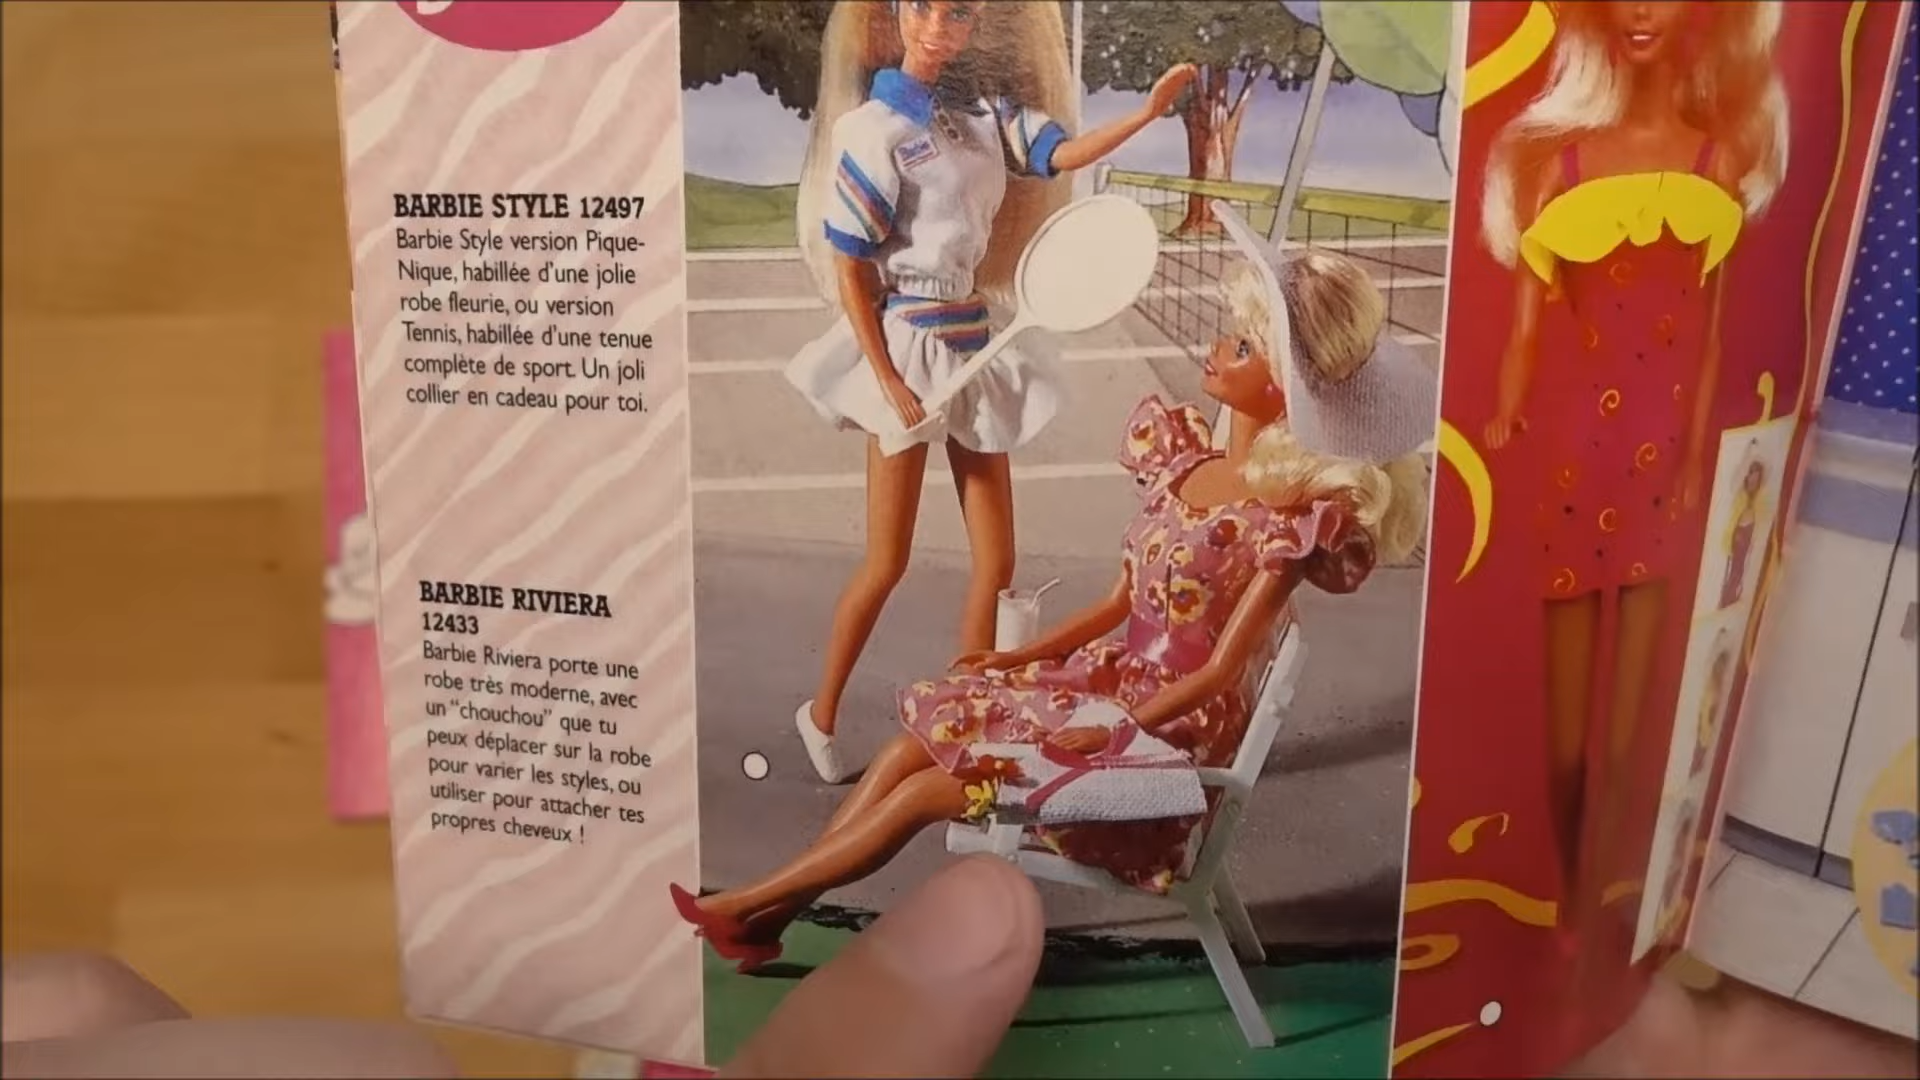 BARBIE STYLE 12497
Barbie Style version Pique-
Nique, habillée d'une jolie
robe fleurie, ou version
Tennis, habillée d'une tenue
complète de sport. Un joli
collier en cadeau pour toi.
BARBIE RIVIERA
12433
Barbie Riviera porte une
robe très moderne, avec
un "chouchou" que tu
peux déplacer sur la robe
pour varier les styles, ou
utiliser pour attacher tes
propres cheveux !
Barbie